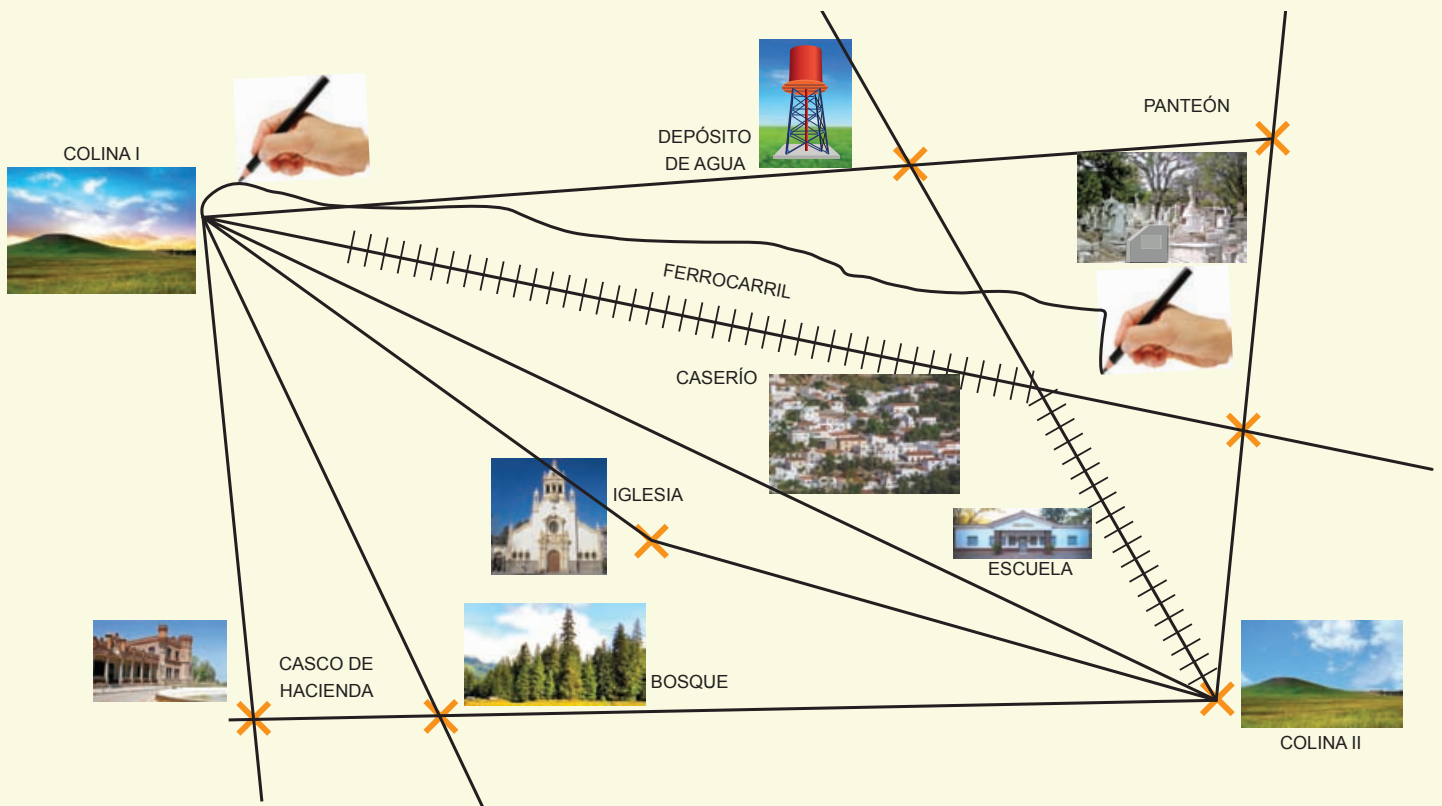 PANTEÓN
DEPÓSITO
DE AGUA
COLINA I
FERROCARRIL
CASERÍO
IGLESIA
ESCUELA
CASCO DE
HACIENDA
BOSQUE
COLINA II